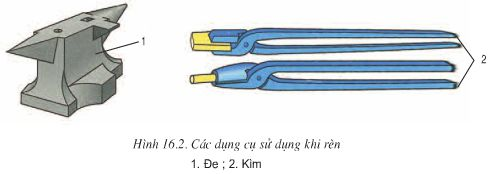 1
2
Hình 16.2. Các dụng cụ sử dụng khi rèn
1. Đe ; 2. Kìm